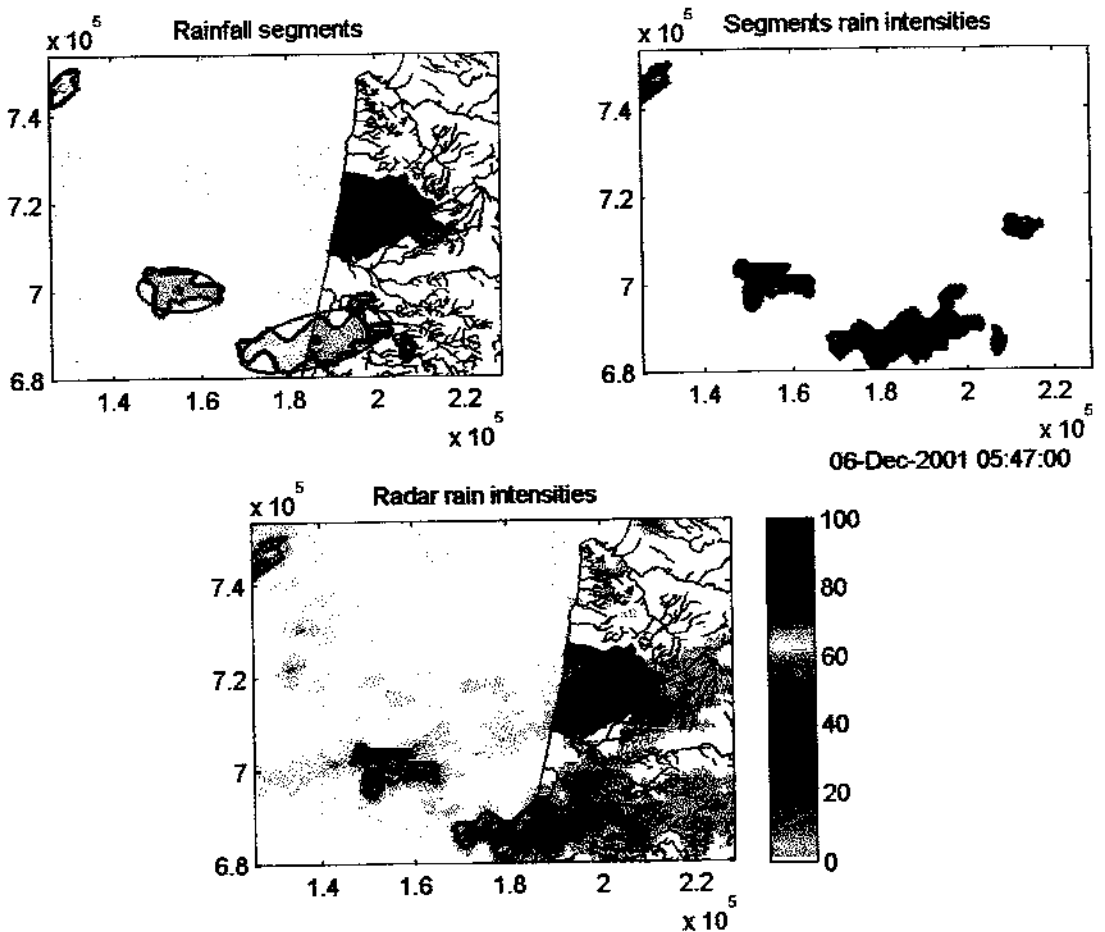 Rainfall segments
x 10^5
7.4
7.2
7
6.8
1.4 1.6 1.8 2 2.2
x 10^5
Segments rain intensities
x 10^5
7.4
7.2
7
6.8
1.4 1.6 1.8 2 2.2
x 10^5
06-Dec-2001 05:47:00
Radar rain intensities
x 10^5
7.4
7.2
7
6.8
1.4 1.6 1.8 2 2.2
x 10^5
100
80
60
40
20
0